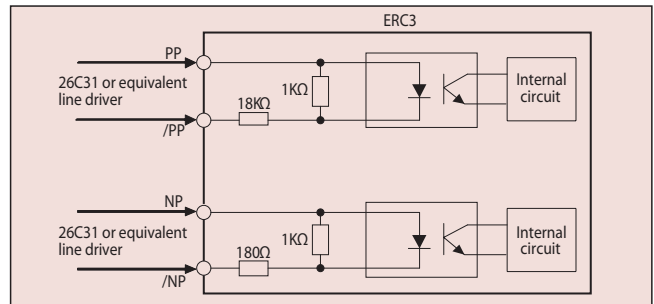 ERC3
PP
26C31 or equivalent
line driver
/PP
18KΩ
1KΩ
Internal
circuit
NP
26C31 or equivalent
line driver
/NP
180Ω
1KΩ
Internal
circuit